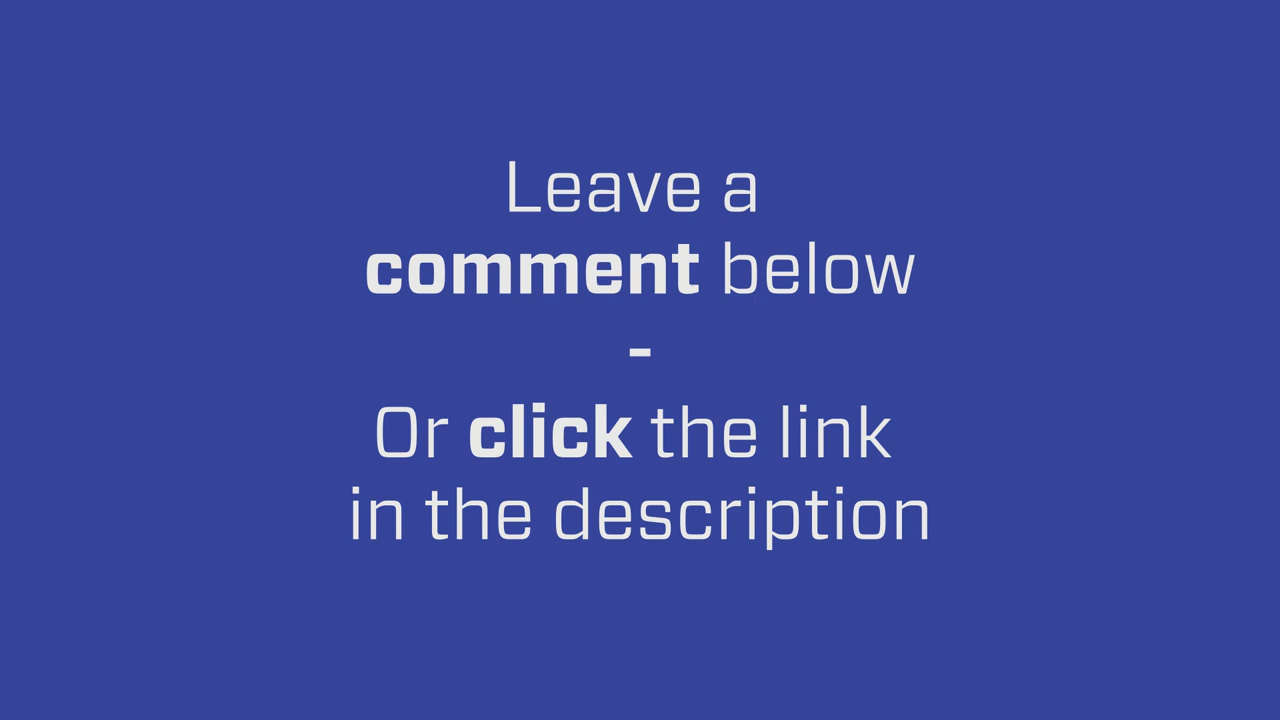 Leave a
comment below
-
Or click the link
in the description